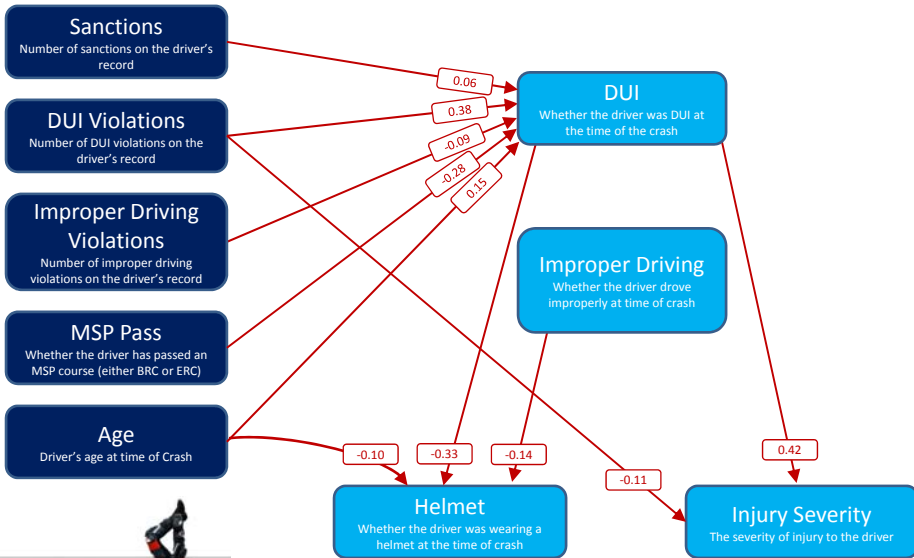 Sanctions
Number of sanctions on the driver's
record
DUI Violations
Number of DUI violations on the
driver's record
Improper Driving
Violations
Number of improper driving
violations on the driver's record
MSP Pass
Whether the driver has passed an
MSP course (either BRC or ERC)
Age
Driver's age at time of Crash
0.06
0.38
-0.09
-0.28
0.15
DUI
Whether the driver was DUI at
the time of the crash
Improper Driving
Whether the driver drove
improperly at time of crash
-0.10
-0.33
-0.14
-0.11
0.42
Helmet
Whether the driver was wearing a
helmet at the time of crash
Injury Severity
The severity of injury to the driver